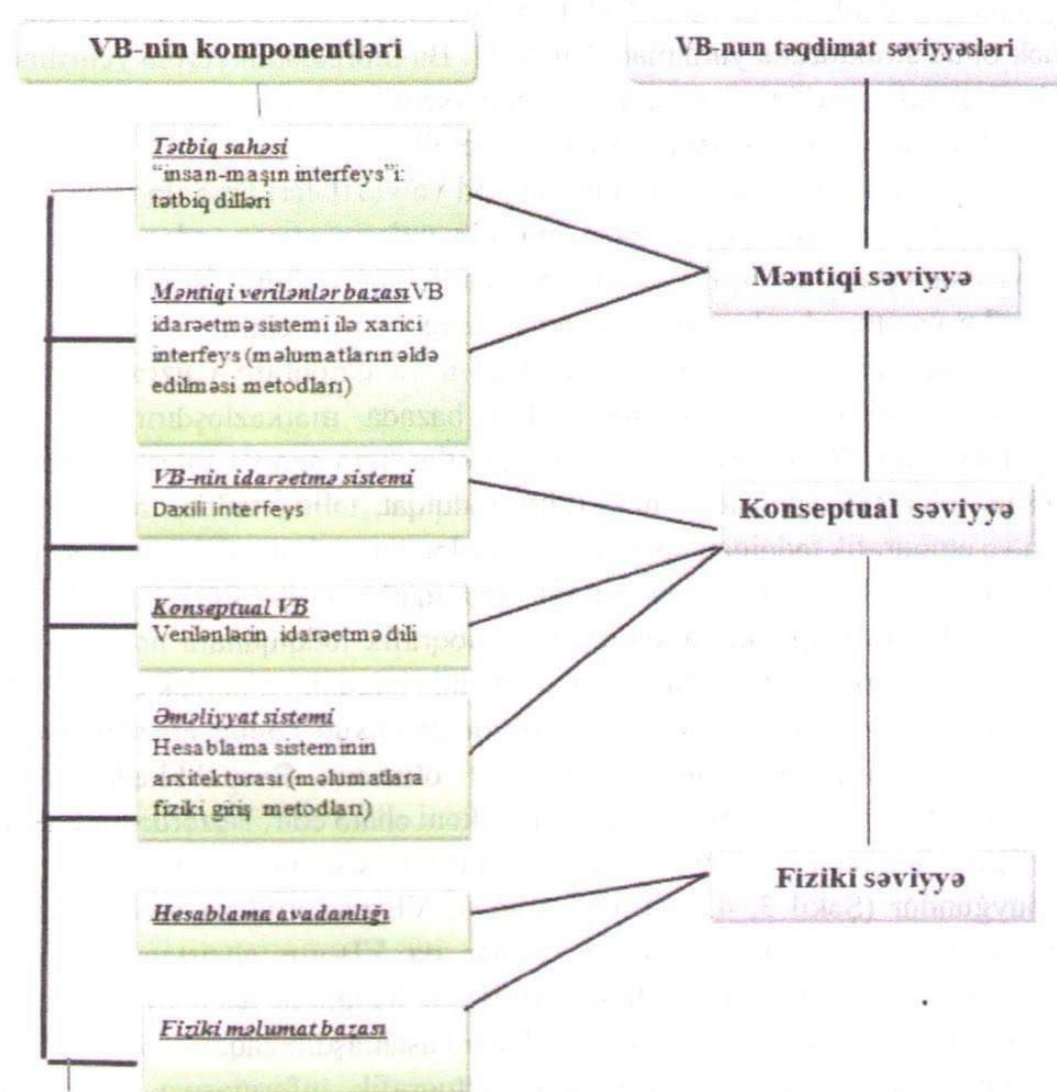 VB-nin komponentləri
VB-nun təqdimat səviyyələri
Tətbiq sahəsi
“insan-maşın interfeys”i:
tətbiq dilləri
Məntiqi verilənlər bazası VB
idarəetmə sistemi ilə xarici
interfeys (məlumatların əldə
edilməsi metodları)
VB-nin idarəetmə sistemi
Daxili interfeys
Konseptual VB
Verilənlərin idarəetmə dili
Əməliyyat sistemi
Hesablama sisteminin
arxitekturası (məlumatlara
fiziki giriş metodları)
Hesablama avadanlığı
Fiziki məlumat bazası
Məntiqi səviyyə
Konseptual səviyyə
Fiziki səviyyə